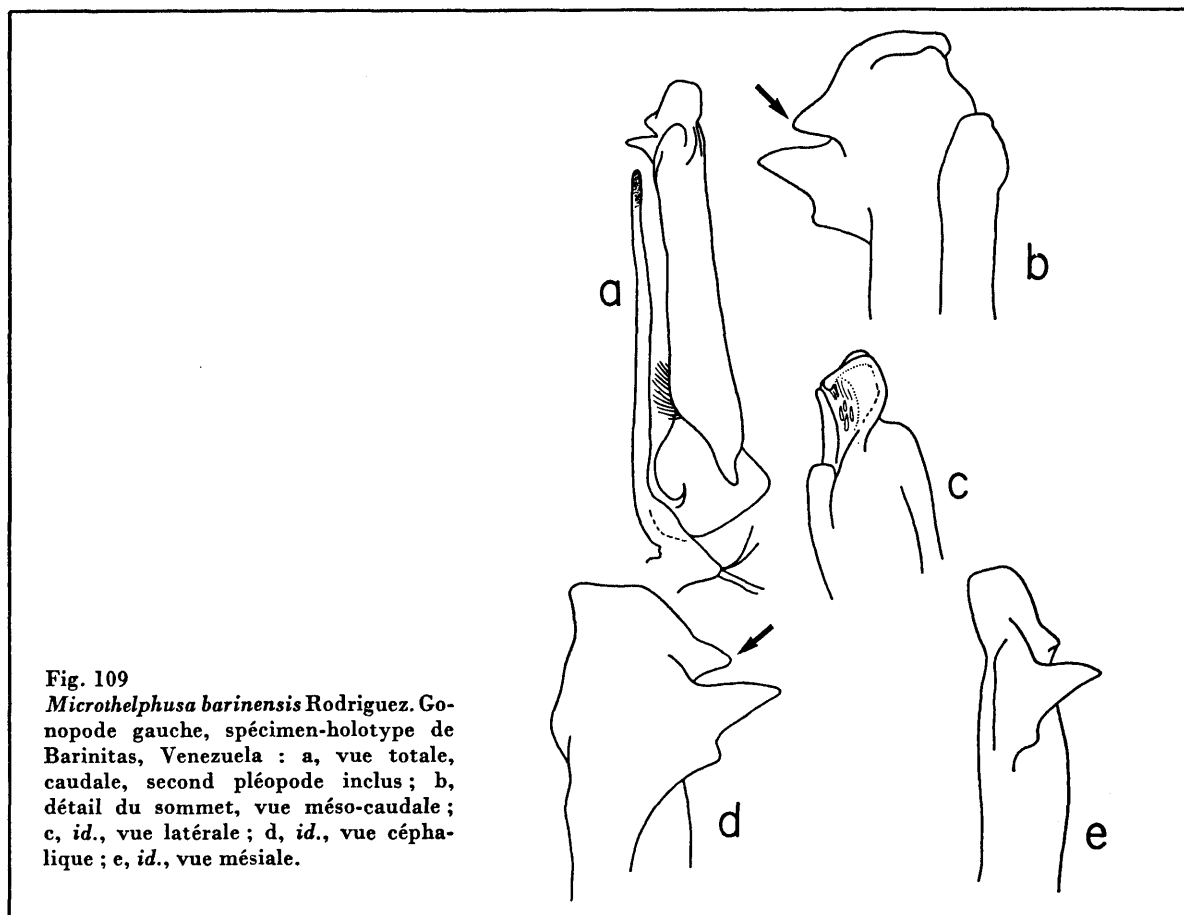 a
b
c
d
e
Fig. 109
Microthelphusa barinensis Rodriguez. Go-
nopode gauche, spécimen-holotype de
Barinitas, Venezuela : a, vue totale,
caudale, second pléopode inclus ; b,
détail du sommet, vue méso-caudale ;
c, id., vue latérale ; d, id., vue cépha-
lique ; e, id., vue mésiale.